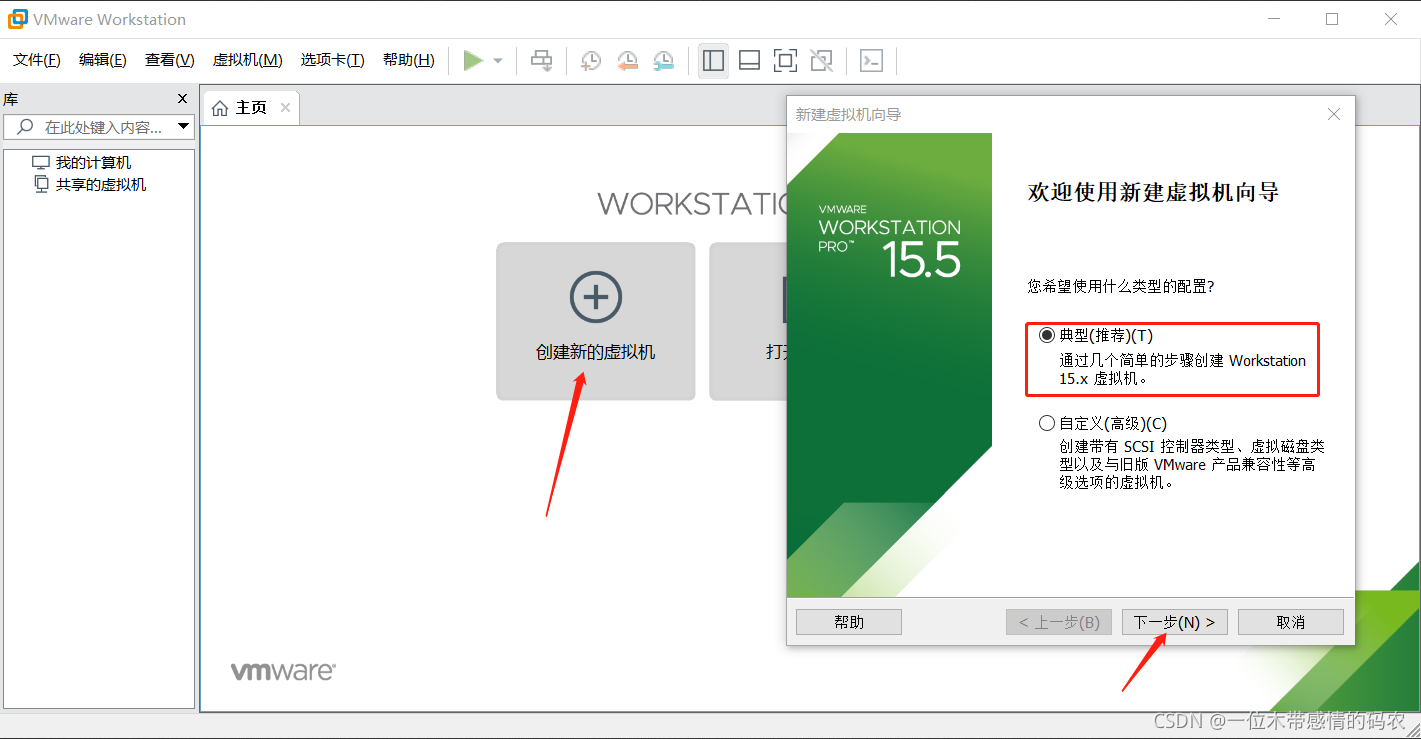 VMware Workstation
文件(F) 编辑(E) 查看(V) 虚拟机(M) 选项卡(T) 帮助(H)
库
在此处键入内容...
我的计算机
共享的虚拟机
主页
WORKSTATIO
创建新的虚拟机
打开
vmware
新建虚拟机向导
VMWARE
WORKSTATION
PRO™
15.5
欢迎使用新建虚拟机向导
您希望使用什么类型的配置?
典型(推荐)(T)
通过几个简单的步骤创建 Workstation
15.x 虚拟机。
自定义(高级)(C)
创建带有 SCSI 控制器类型、虚拟磁盘类
型以及与旧版 VMware 产品兼容性等高
级选项的虚拟机。
帮助
< 上一步(B)
下一步(N) >
取消
CSDN @一位木带感情的码农